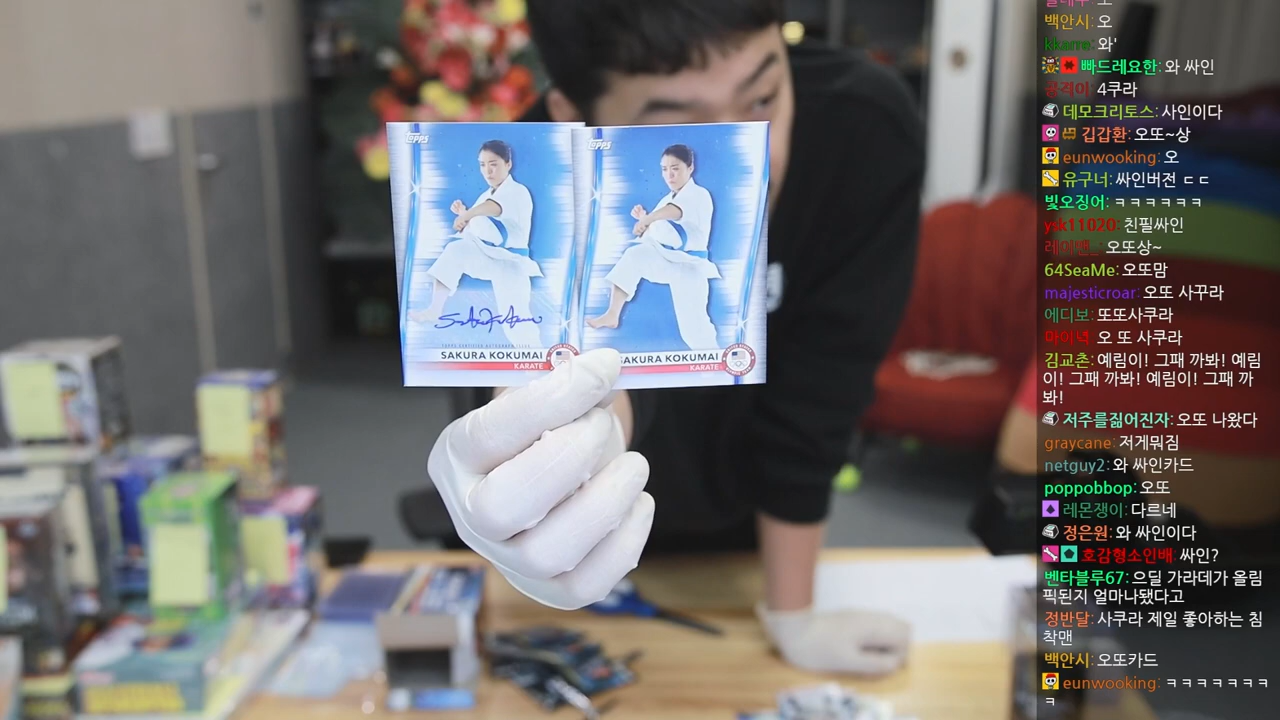 Topps
SAKURA KOKUMAI
KARATE
Topps
SAKURA KOKUMAI
KARATE
백안시: 오
kkame: 와'
빠드레요한: 와 싸인
4쿠라
데모크리토스: 사인이다
김갑환: 오또~상
eunwooking: 오
유구너: 싸인버전 ㄷㄷ
빛오징어: ㅋㅋㅋㅋㅋㅋ
ysk11020: 친필싸인
오또상~
64SeaMe: 오또맘
majesticroar: 오또 사꾸라
에디보: 또또사쿠라
마이넉: 오 또 사쿠라
김교촌: 예림이! 그패 까봐! 예림
이! 그패 까봐! 예림이! 그패 까
봐!
저주를짊어진자: 오또 나왔다
graycane: 저게뭐짐
netguy2: 와 싸인카드
poppobbop: 오또
레몬쟁이: 다르네
정은원: 와 싸인이다
호감형소인배: 싸인?
벤타블루67: 으딜 가라데가 올림
픽된지 얼마나됐다고
정반달: 사쿠라 제일 좋아하는 침
착맨
백안시: 오또카드
eunwooking: ㅋㅋㅋㅋㅋㅋㅋ
ㅋ